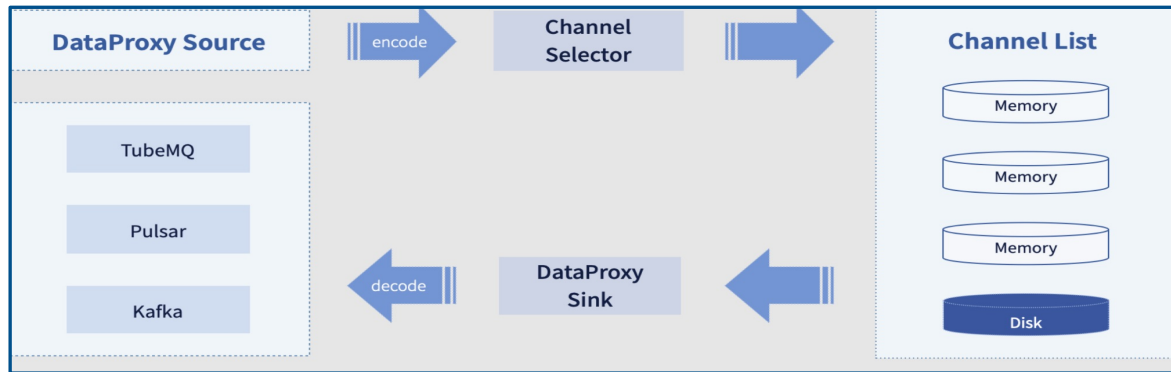 DataProxy Source
encode
Channel
Selector
Channel List
Memory
Memory
Memory
Disk
TubeMQ
Pulsar
Kafka
decode
DataProxy
Sink